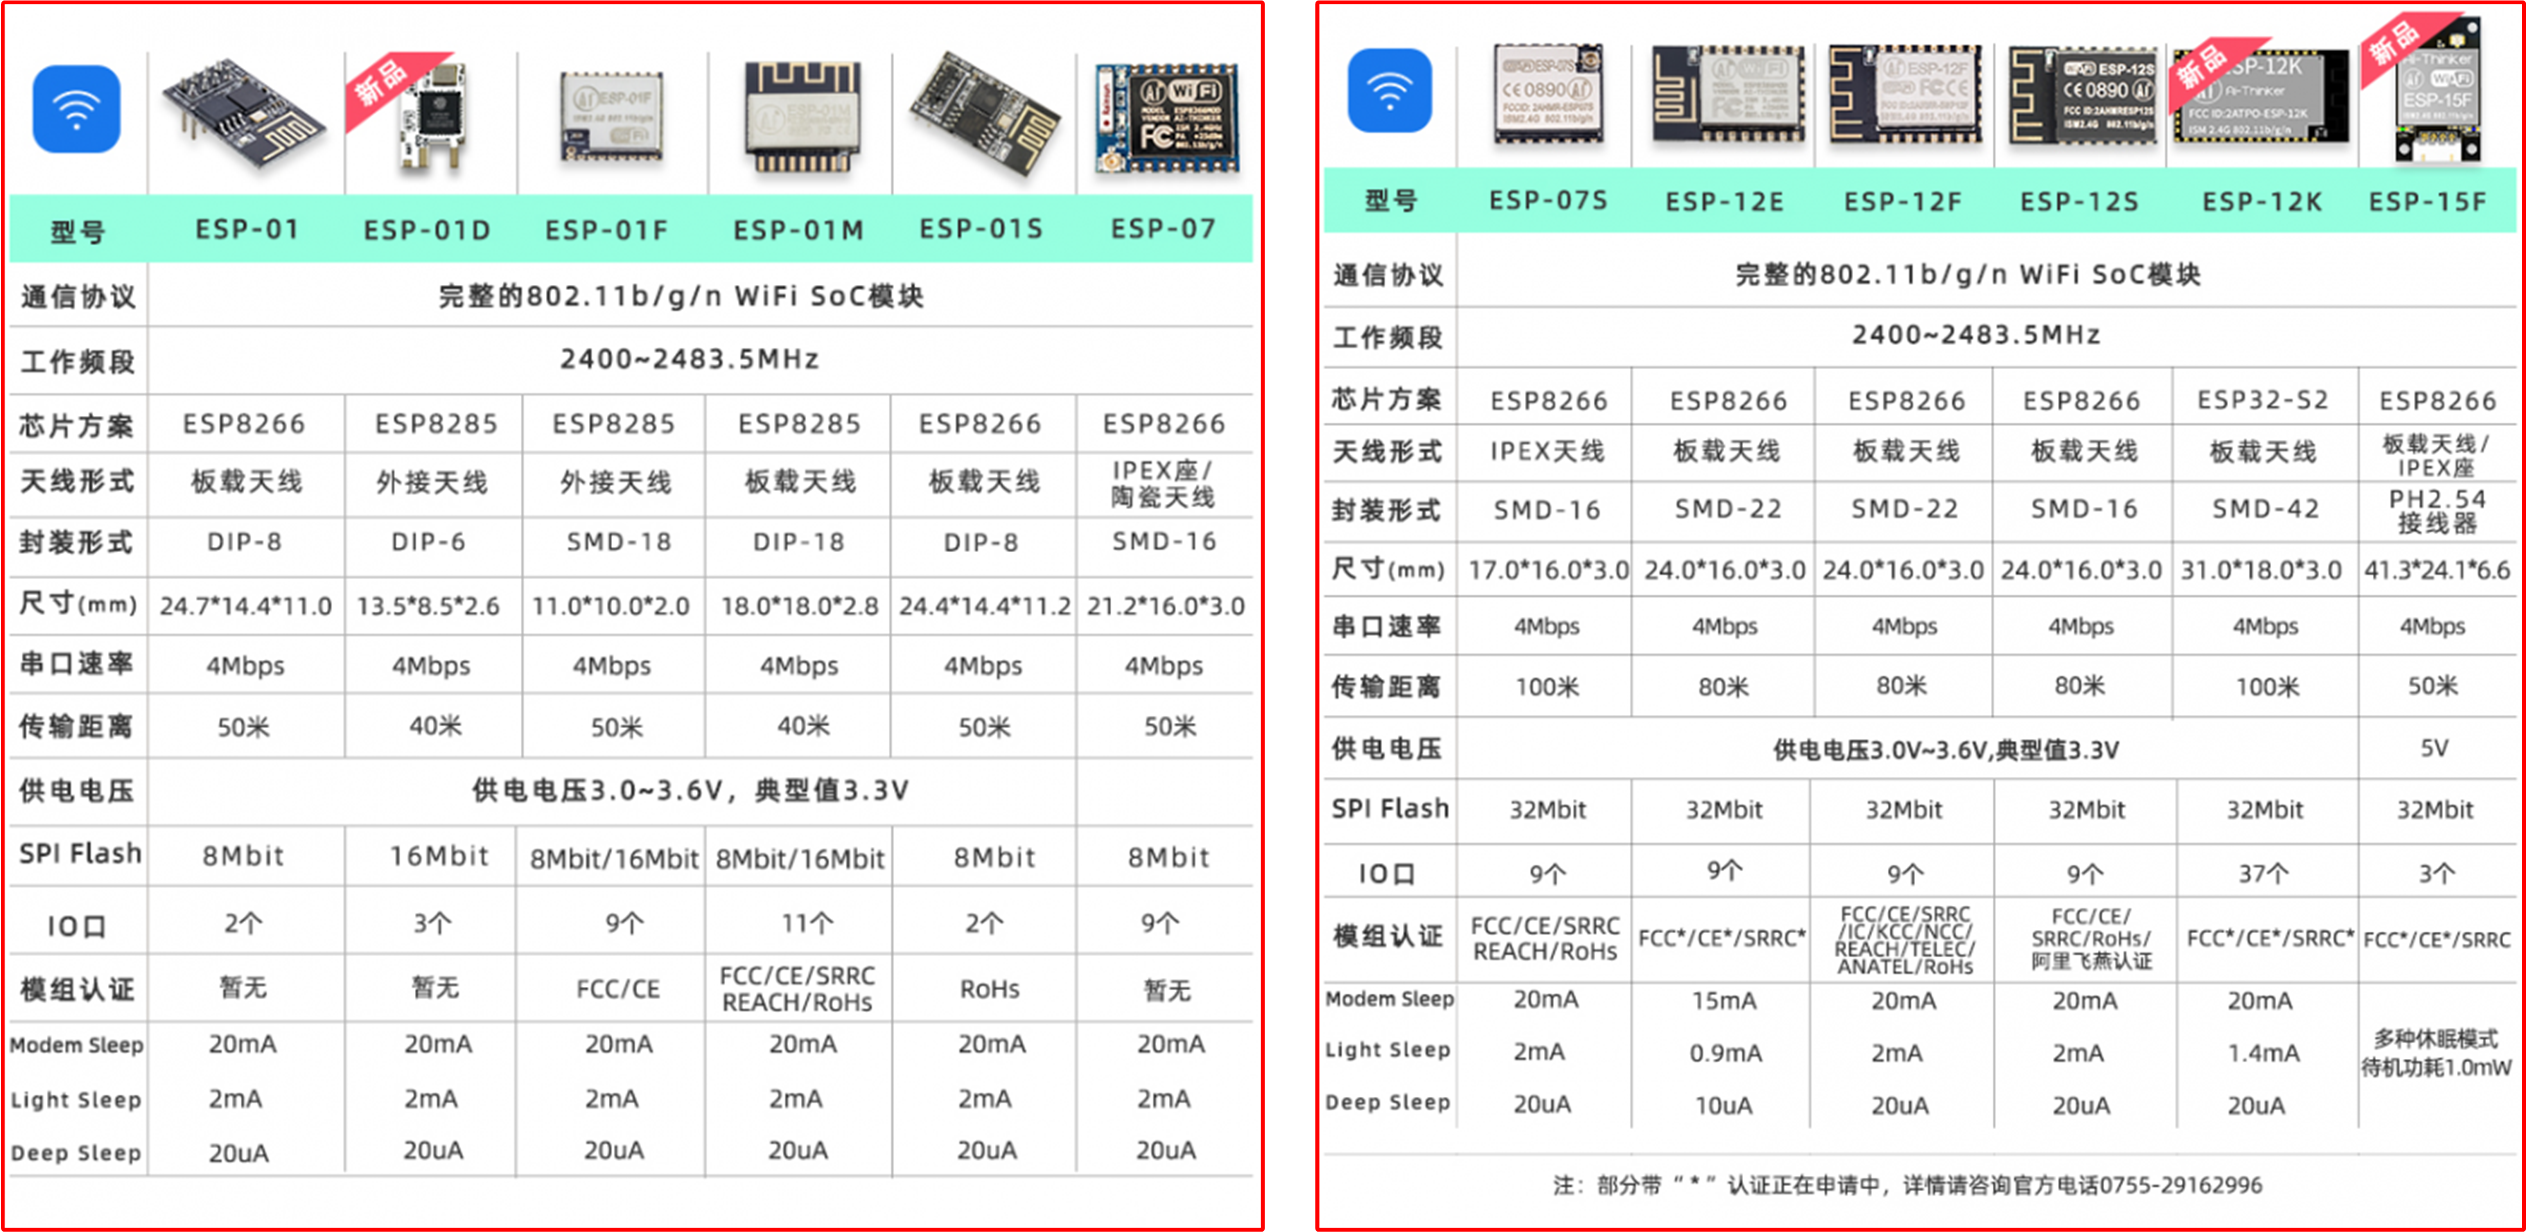 新品
型号 ESP-01 ESP-01D ESP-01F ESP-01M ESP-01S ESP-07
通信协议 完整的802.11b/g/n WiFi SoC模块
工作频段 2400~2483.5MHz
芯片方案 ESP8266 ESP8285 ESP8285 ESP8285 ESP8266 ESP8266
天线形式 板载天线 外接天线 外接天线 板载天线 板载天线 IPEX座/陶瓷天线
封装形式 DIP-8 DIP-6 SMD-18 DIP-18 DIP-8 SMD-16
尺寸(mm) 24.7*14.4*11.0 13.5*8.5*2.6 11.0*10.0*2.0 18.0*18.0*2.8 24.4*14.4*11.2 21.2*16.0*3.0
串口速率 4Mbps 4Mbps 4Mbps 4Mbps 4Mbps 4Mbps
传输距离 50米 40米 50米 40米 50米 50米
供电电压 供电电压3.0~3.6V，典型值3.3V
SPI Flash 8Mbit 16Mbit 8Mbit/16Mbit 8Mbit/16Mbit 8Mbit 8Mbit
IO口 2个 3个 9个 11个 2个 9个
模组认证 暂无 暂无 FCC/CE FCC/CE/SRRC REACH/RoHs RoHs 暂无
Modem Sleep 20mA 20mA 20mA 20mA 20mA 20mA
Light Sleep 2mA 2mA 2mA 2mA 2mA 2mA
Deep Sleep 20uA 20uA 20uA 20uA 20uA 20uA
新品 新品
型号 ESP-07S ESP-12E ESP-12F ESP-12S ESP-12K ESP-15F
通信协议 完整的802.11b/g/n WiFi SoC模块
工作频段 2400~2483.5MHz
芯片方案 ESP8266 ESP8266 ESP8266 ESP8266 ESP32-S2 ESP8266
天线形式 IPEX天线 板载天线 板载天线 板载天线 板载天线 板载天线/IPEX座
封装形式 SMD-16 SMD-22 SMD-22 SMD-16 SMD-42 PH2.54接线器
尺寸(mm) 17.0*16.0*3.0 24.0*16.0*3.0 24.0*16.0*3.0 24.0*16.0*3.0 31.0*18.0*3.0 41.3*24.1*6.6
串口速率 4Mbps 4Mbps 4Mbps 4Mbps 4Mbps 4Mbps
传输距离 100米 80米 80米 80米 100米 50米
供电电压 供电电压3.0V~3.6V,典型值3.3V 5V
SPI Flash 32Mbit 32Mbit 32Mbit 32Mbit 32Mbit 32Mbit
IO口 9个 9个 9个 9个 37个 3个
模组认证 FCC/CE/SRRC REACH/RoHs FCC*/CE*/SRRC* FCC/CE/SRRC/IC/KCC/NCC/REACH/TELEC/ANATEL/RoHs FCC/CE/SRRC/RoHs/阿里飞燕认证 FCC*/CE*/SRRC* FCC*/CE*/SRRC
Modem Sleep 20mA 15mA 20mA 20mA 20mA
Light Sleep 2mA 0.9mA 2mA 2mA 1.4mA 多种休眠模式 待机功耗1.0mW
Deep Sleep 20uA 10uA 20uA 20uA 20uA
注：部分带“*”认证正在申请中，详情请咨询官方电话0755-29162996